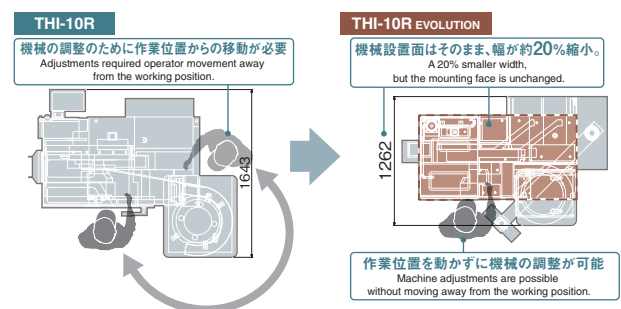 THI-10R
機械の調整のために作業位置からの移動が必要
Adjustments required operator movement away
from the working position.
1643
THI-10R EVOLUTION
機械設置面はそのまま、幅が約20%縮小。
A 20% smaller width,
but the mounting face is unchanged.
1262
作業位置を動かずに機械の調整が可能
Machine adjustments are possible
without moving away from the working position.